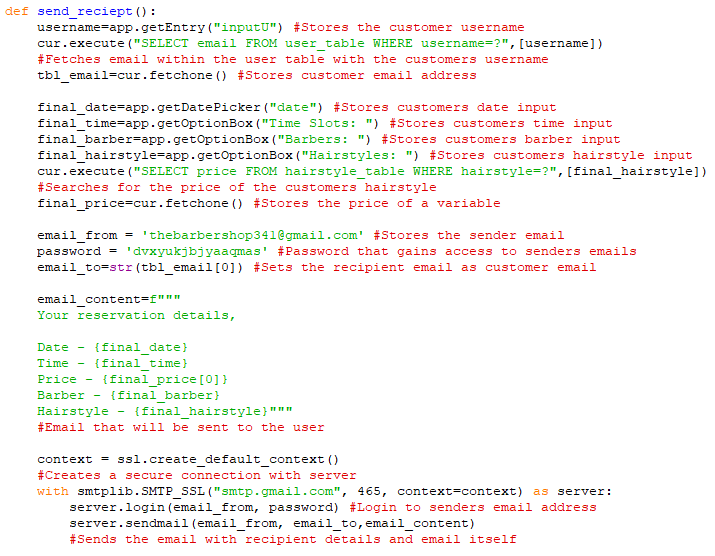 def send_reciept():
    username=app.getEntry("inputU") #Stores the customer username
    cur.execute("SELECT email FROM user_table WHERE username=?",[username])
    #Fetches email within the user table with the customers username
    tbl_email=cur.fetchone() #Stores customer email address

    final_date=app.getDatePicker("date") #Stores customers date input
    final_time=app.getOptionBox("Time Slots: ") #Stores customers time input
    final_barber=app.getOptionBox("Barbers: ") #Stores customers barber input
    final_hairstyle=app.getOptionBox("Hairstyles: ") #Stores customers hairstyle input
    cur.execute("SELECT price FROM hairstyle_table WHERE hairstyle=?",[final_hairstyle])
    #Searches for the price of the customers hairstyle
    final_price=cur.fetchone() #Stores the price of a variable

    email_from = 'thebarbershop341@gmail.com' #Stores the sender email
    password = 'dvxyukjbjyaaqmas' #Password that gains access to senders emails
    email_to=str(tbl_email[0]) #Sets the recipient email as customer email

    email_content=f"""
    Your reservation details,

    Date - {final_date}
    Time - {final_time}
    Price - {final_price[0]}
    Barber - {final_barber}
    Hairstyle - {final_hairstyle}"""
    #Email that will be sent to the user

    context = ssl.create_default_context()
    #Creates a secure connection with server
    with smtplib.SMTP_SSL("smtp.gmail.com", 465, context=context) as server:
        server.login(email_from, password) #Login to senders email address
        server.sendmail(email_from, email_to,email_content)
        #Sends the email with recipient details and email itself